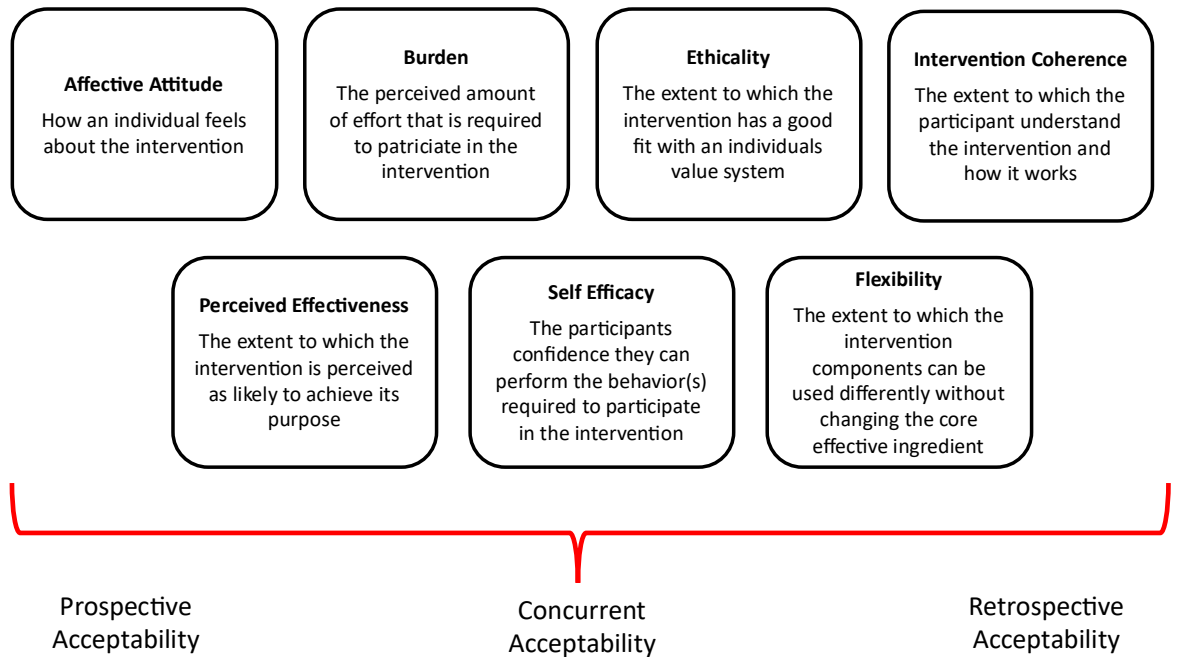 Affective Attitude
How an individual feels
about the intervention
Burden
The perceived amount
of effort that is required
to patriciate in the
intervention
Ethicality
The extent to which the
intervention has a good
fit with an individuals
value system
Intervention Coherence
The extent to which the
participant understand
the intervention and
how it works
Perceived Effectiveness
The extent to which the
intervention is perceived
as likely to achieve its
purpose
Self Efficacy
The participants
confidence they can
perform the behavior(s)
required to participate
in the intervention
Flexibility
The extent to which the
intervention
components can be
used differently without
changing the core
effective ingredient
Prospective
Acceptability
Concurrent
Acceptability
Retrospective
Acceptability